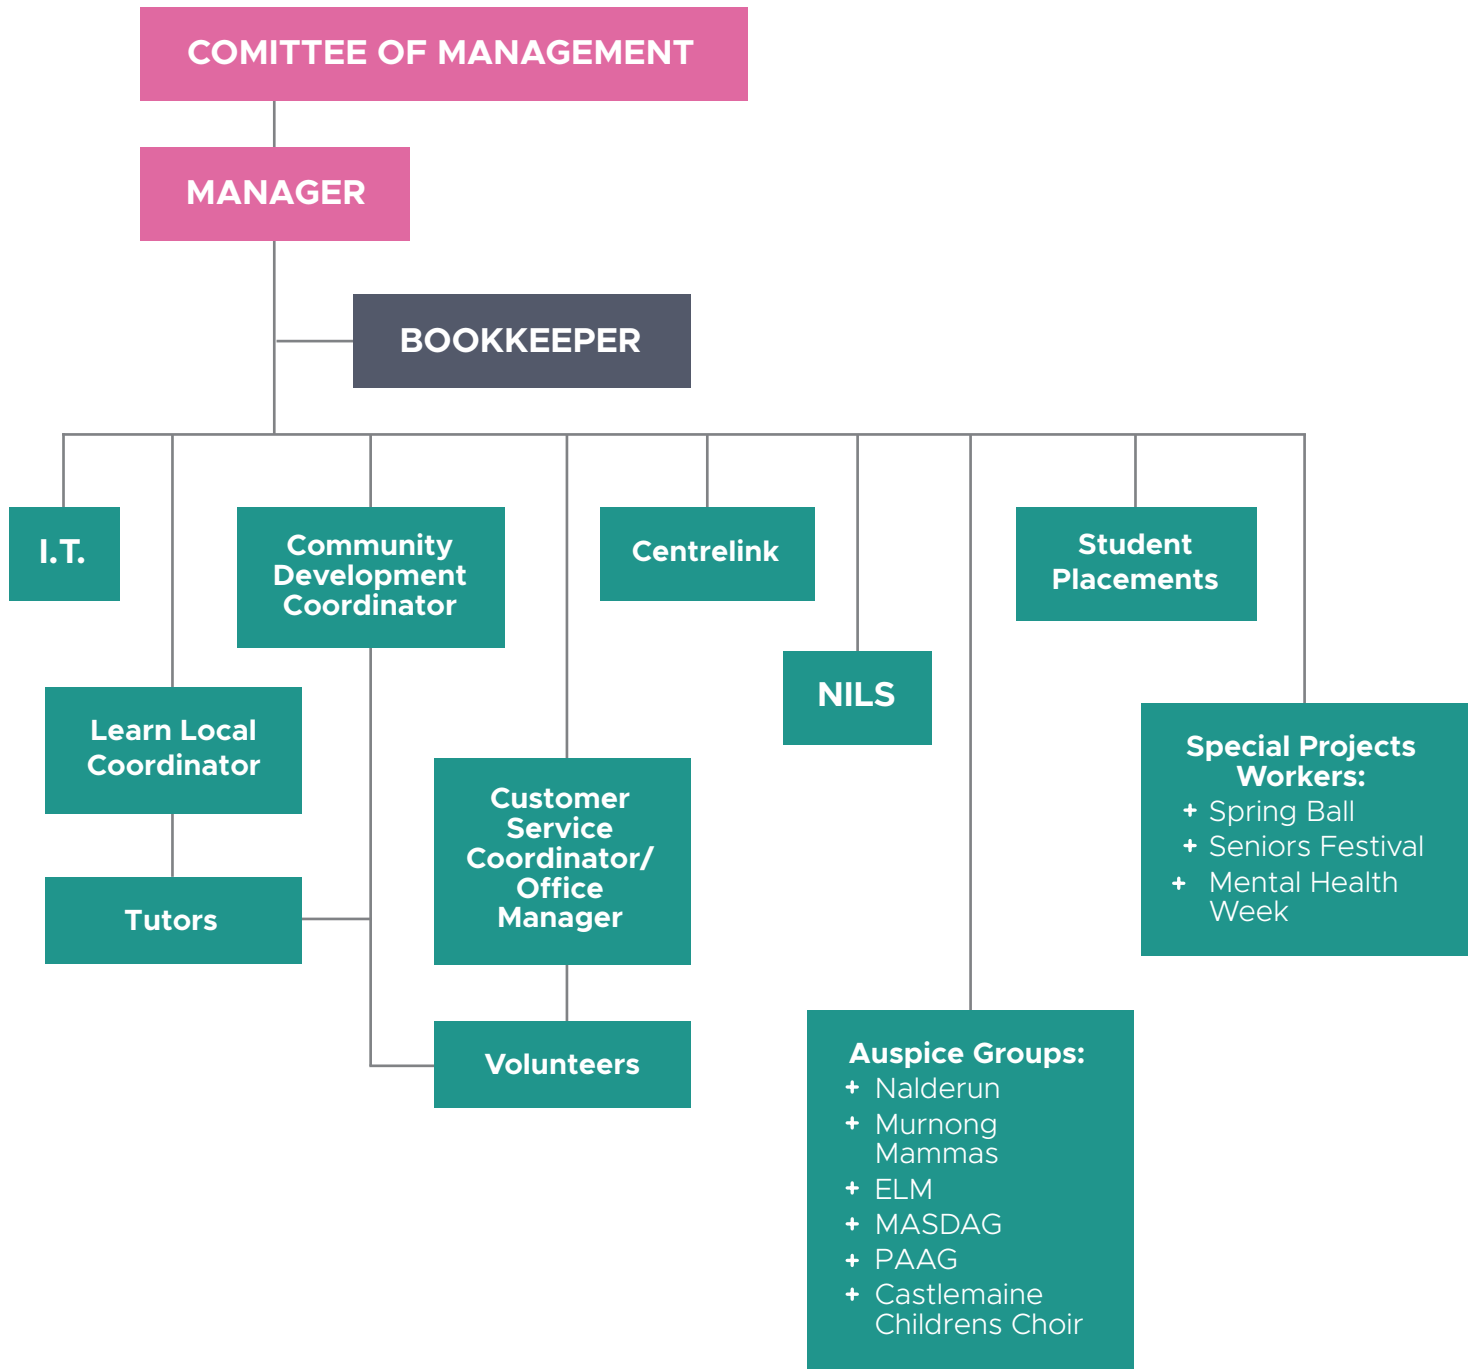 COMITTEE OF MANAGEMENT
MANAGER
BOOKKEEPER
I.T.
Community
Development
Coordinator
Centrelink
Student
Placements
NILS
Learn Local
Coordinator
Special Projects
Workers:
+ Spring Ball
+ Seniors Festival
+ Mental Health
Week
Customer
Service
Coordinator/
Office
Manager
Tutors
Volunteers
Auspice Groups:
+ Nalderun
+ Murnong
Mammas
+ ELM
+ MASDAG
+ PAAG
+ Castlemaine
Childrens Choir